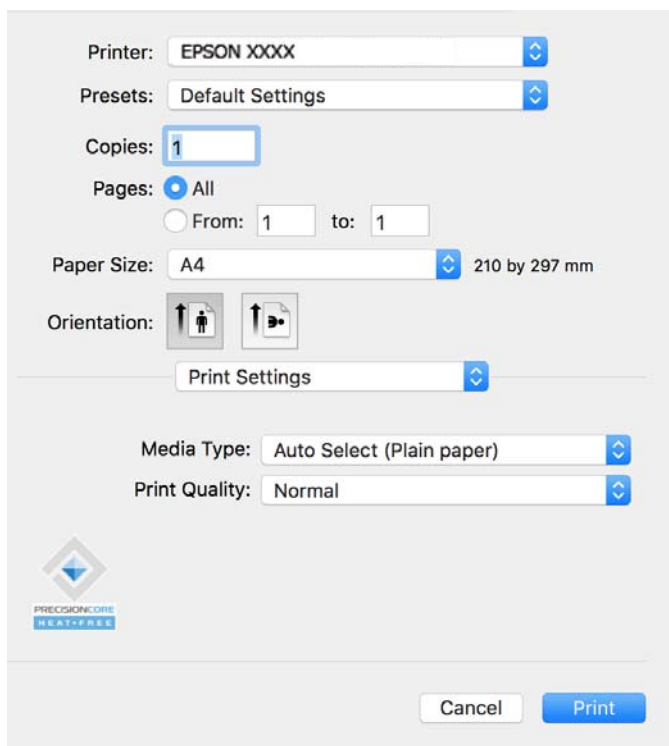 Printer: EPSON XXXX
Presets: Default Settings
Copies: 1
Pages: All
From: 1 to: 1
Paper Size: A4 210 by 297 mm
Orientation:
Print Settings
Media Type: Auto Select (Plain paper)
Print Quality: Normal
PRECISIONCORE
HEAT-FREE
Cancel Print